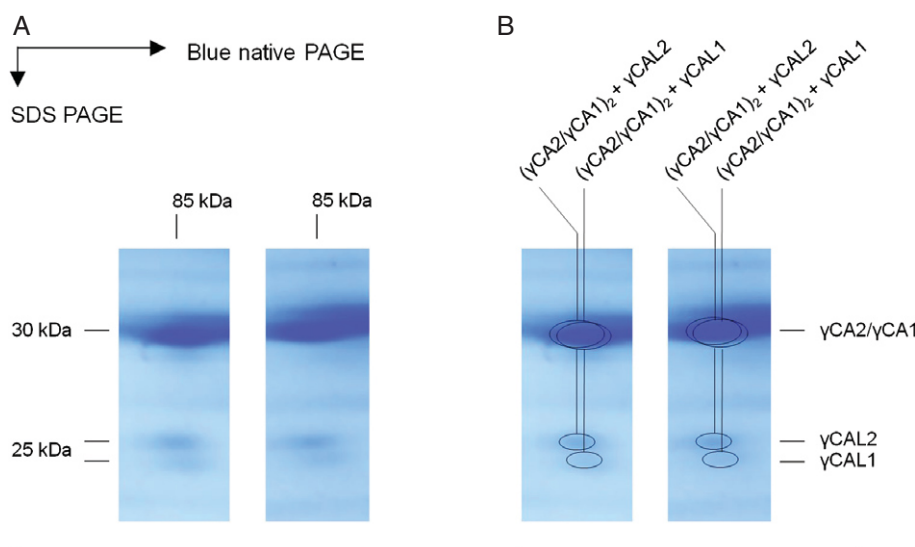 A
Blue native PAGE
SDS PAGE
85 kDa
85 kDa
30 kDa
25 kDa
B
(γCA2/γCA1)₂ + γCAL2
(γCA2/γCA1)₂ + γCAL1
(γCA2/γCA1)₂ + γCAL2
(γCA2/γCA1)₂ + γCAL1
γCA2/γCA1
γCAL2
γCAL1